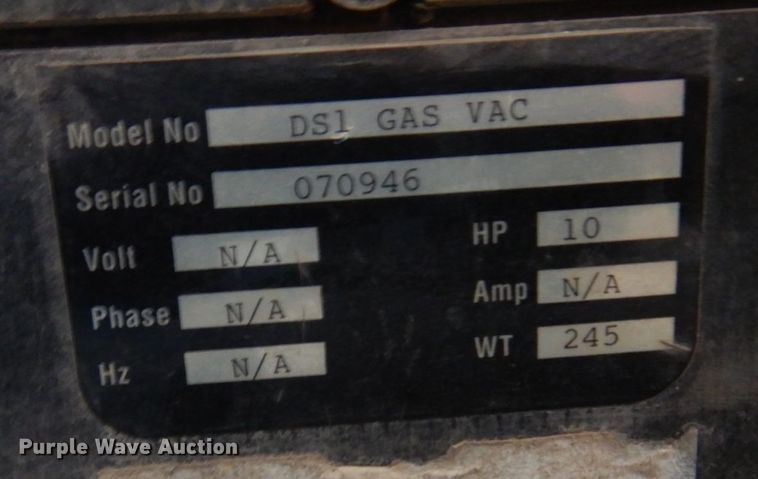 Model No DS1 GAS VAC
Serial No 070946
Volt N/A HP 10
Phase N/A Amp N/A
Hz N/A WT 245
Purple Wave Auction